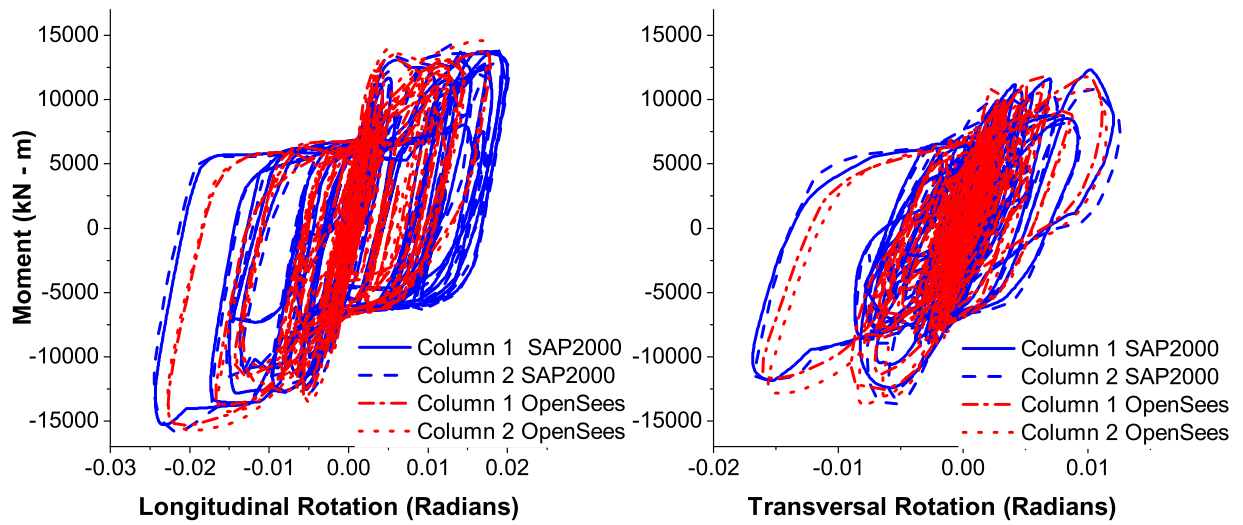 15000
10000
5000
0
-5000
-10000
-15000
Moment (kN - m)
-0.03
-0.02
-0.01
0.00
0.01
0.02
Longitudinal Rotation (Radians)
Column 1  SAP2000
Column 2 SAP2000
Column 1 OpenSees
Column 2 OpenSees
15000
10000
5000
0
-5000
-10000
-15000
-0.02
-0.01
0.00
0.01
Transversal Rotation (Radians)
Column 1 SAP2000
Column 2 SAP2000
Column 1 OpenSees
Column 2 OpenSees